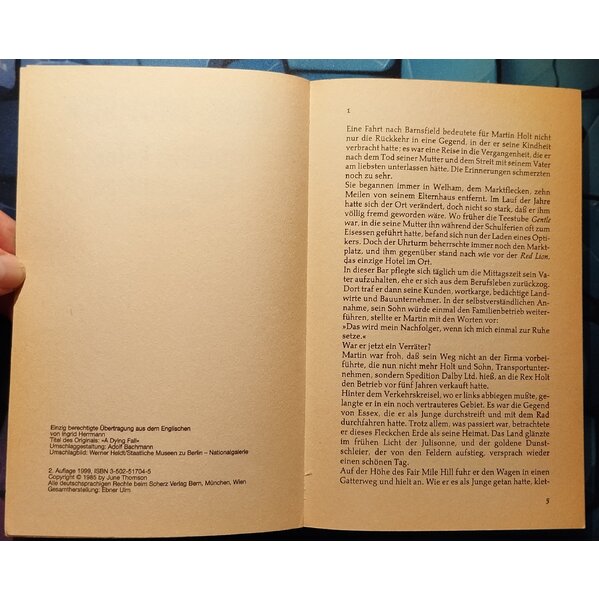 Einzig berechtigte Übertragung aus dem Englischen
von Ingrid Herrmann
Titel des Originals: «A Dying Fall»
Umschlaggestaltung: Adolf Bachmann
Umschlagbild: Werner Heldt/Staatliche Museen zu Berlin – Nationalgalerie
2. Auflage 1999, ISBN 3-502-51704-5
Copyright © 1985 by June Thomson
Alle deutschsprachigen Rechte beim Scherz Verlag Bern, München, Wien
Gesamtherstellung: Ebner Ulm
1
Eine Fahrt nach Barnsfield bedeutete für Martin Holt nicht
nur die Rückkehr in eine Gegend, in der er seine Kindheit
verbracht hatte; es war eine Reise in die Vergangenheit, die er
nach dem Tod seiner Mutter und dem Streit mit seinem Vater
am liebsten unterlassen hätte. Die Erinnerungen schmerzten
noch zu sehr.
Sie begannen immer in Welham, dem Marktflecken, zehn
Meilen von seinem Elternhaus entfernt. Im Lauf der Jahre
hatte sich der Ort verändert, doch nicht so stark, daß er ihm
völlig fremd geworden wäre. Wo früher die Teestube Gentle
war, in die seine Mutter ihn während der Schulferien oft zum
Eisessen geführt hatte, befand sich nun der Laden eines Opti-
kers. Doch der Uhrturm beherrschte immer noch den Markt-
platz, und ihm gegenüber stand nach wie vor der Red Lion,
das einzige Hotel im Ort.
In dieser Bar pflegte sich täglich um die Mittagszeit sein Va-
ter aufzuhalten, ehe er sich aus dem Berufsleben zurückzog.
Dort traf er dann seine Kunden, wortkarge, bedächtige Land-
wirte und Bauunternehmer. In der selbstverständlichen An-
nahme, sein Sohn würde einmal den Familienbetrieb weiter-
führen, stellte er Martin mit den Worten vor:
»Das wird mein Nachfolger, wenn ich mich einmal zur Ruhe
setze.«
War er jetzt ein Verräter?
Martin war froh, daß sein Weg nicht an der Firma vorbei-
führte, die nun nicht mehr Holt und Sohn, Transportunter-
nehmen, sondern Spedition Dalby Ltd. hieß, an die Rex Holt
den Betrieb vor fünf Jahren verkauft hatte.
Hinter dem Verkehrskreisel, wo er links abbiegen mußte, ge-
langte er in ein noch vertrauteres Gebiet. Es war die Gegend
von Essex, die er als Junge durchstreift und mit dem Rad
durchfahren hatte. Trotz allem, was passiert war, betrachtete
er dieses Fleckchen Erde als seine Heimat. Das Land glänzte
im frühen Licht der Julisonne, und der goldene Dunst-
schleier, der von den Feldern aufstieg, versprach wieder
einen schönen Tag.
Auf der Höhe des Fair Mile Hill fuhr er den Wagen in einen
Gatterweg und hielt an. Wie er es als Junge getan hatte, klet-
5